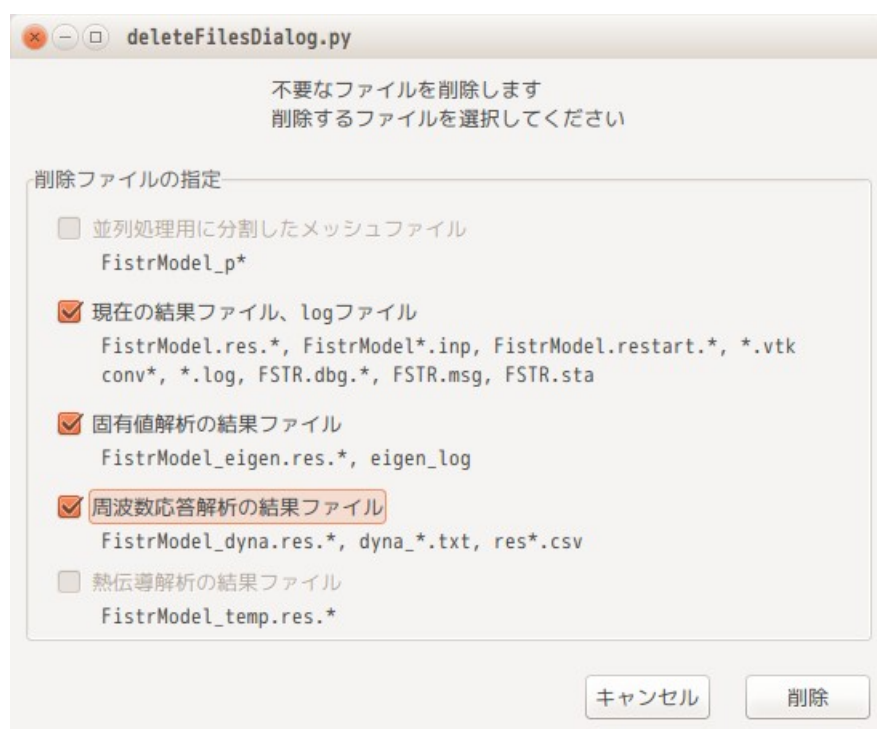 deleteFilesDialog.py
不要なファイルを削除します
削除するファイルを選択してください
削除ファイルの指定
並列処理用に分割したメッシュファイル
FistrModel_p*
現在の結果ファイル、logファイル
FistrModel.res.*, FistrModel*.inp, FistrModel.restart.*, *.vtk
conv*, *.log, FSTR.dbg.*, FSTR.msg, FSTR.sta
固有値解析の結果ファイル
FistrModel_eigen.res.*, eigen_log
周波数応答解析の結果ファイル
FistrModel_dyna.res.*, dyna_*.txt, res*.csv
熱伝導解析の結果ファイル
FistrModel_temp.res.*
キャンセル 削除